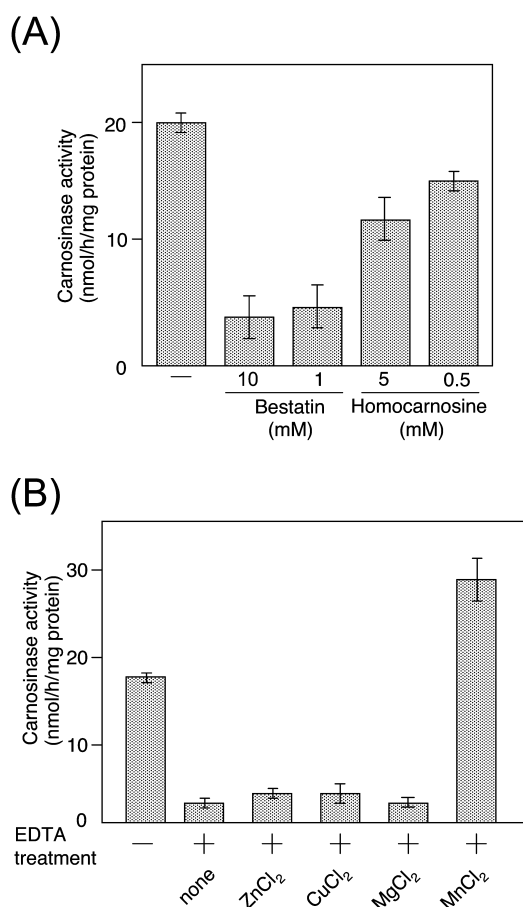 (A)
Carnosinase activity
(nmol/h/mg protein)
20
10
0
—
10
1
5
0.5
Bestatin
(mM)
Homocarnosine
(mM)
(B)
Carnosinase activity
(nmol/h/mg protein)
30
20
10
0
EDTA
treatment
— + + + + +
none
ZnCl₂
CuCl₂
MgCl₂
MnCl₂